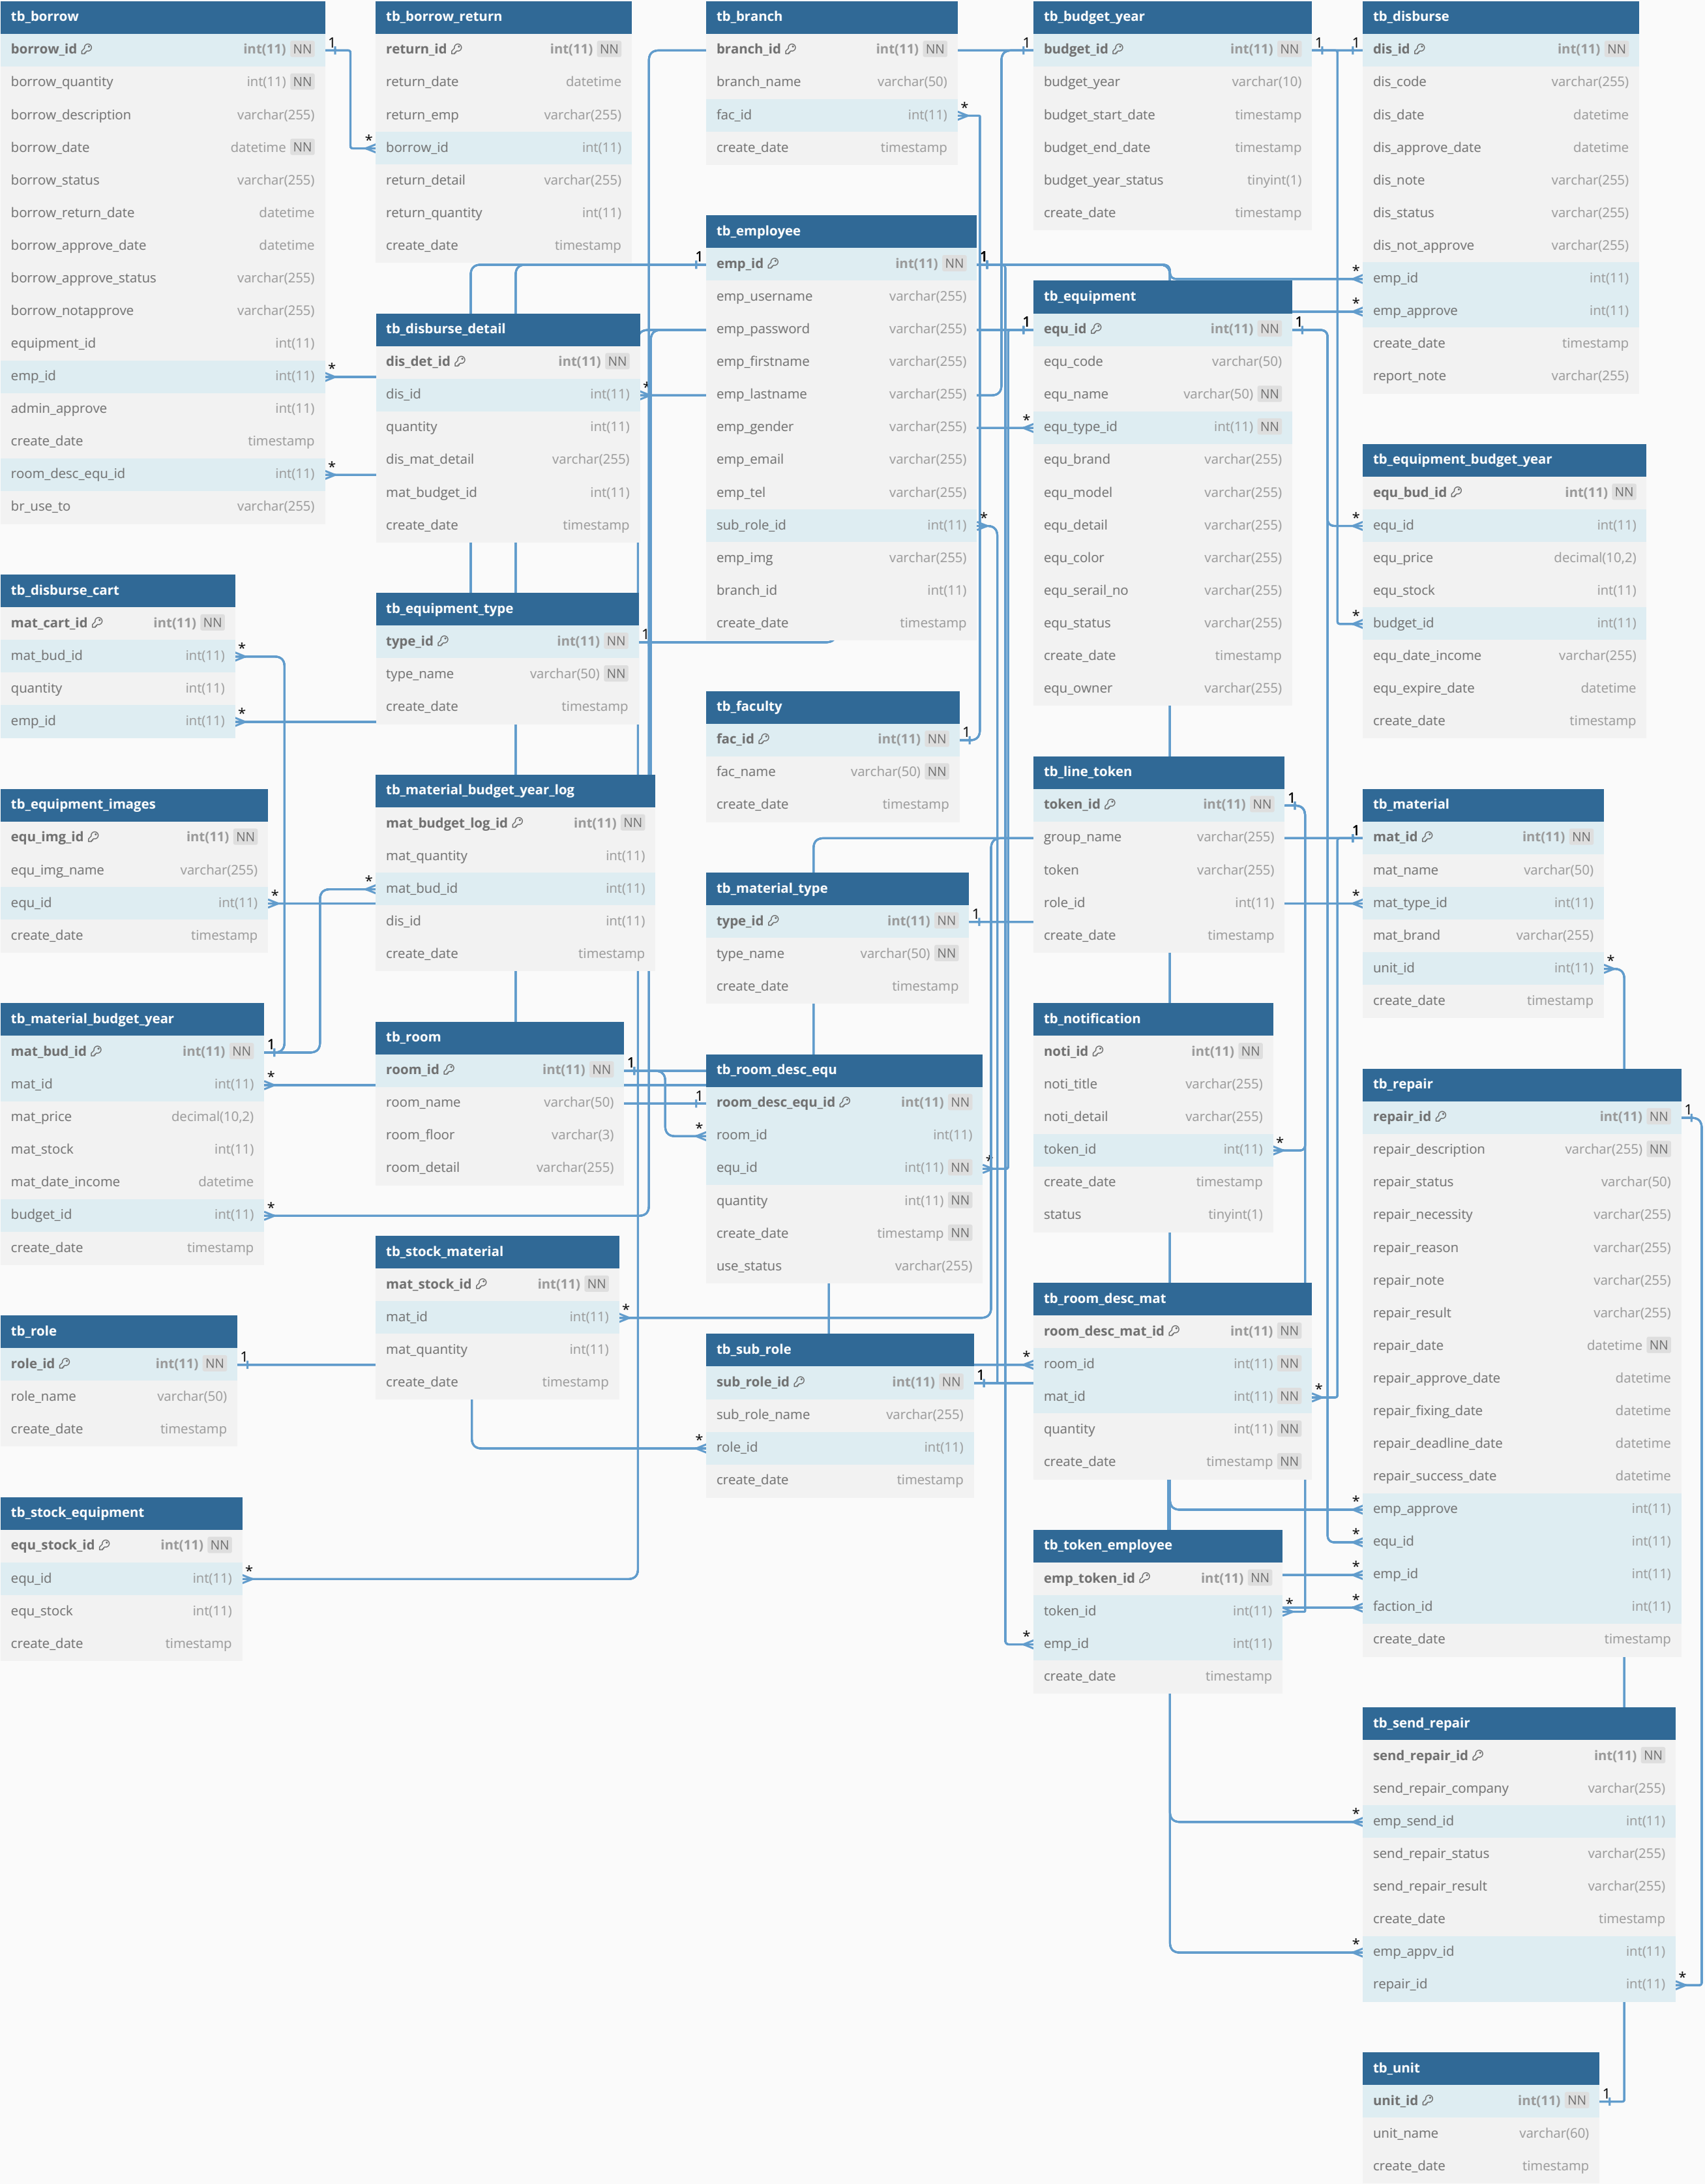 tb_borrow
borrow_id int(11) NN
borrow_quantity int(11) NN
borrow_description varchar(255)
borrow_date datetime NN
borrow_status varchar(255)
borrow_return_date datetime
borrow_approve_date datetime
borrow_approve_status varchar(255)
borrow_notapprove varchar(255)
equipment_id int(11)
emp_id int(11)
admin_approve int(11)
create_date timestamp
room_desc_equ_id int(11)
br_use_to varchar(255)
tb_disburse_cart
mat_cart_id int(11) NN
mat_bud_id int(11)
quantity int(11)
emp_id int(11)
tb_equipment_images
equ_img_id int(11) NN
equ_img_name varchar(255)
equ_id int(11)
create_date timestamp
tb_material_budget_year
mat_bud_id int(11) NN
mat_id int(11)
mat_price decimal(10,2)
mat_stock int(11)
mat_date_income datetime
budget_id int(11)
create_date timestamp
tb_role
role_id int(11) NN
role_name varchar(50)
create_date timestamp
tb_stock_equipment
equ_stock_id int(11) NN
equ_id int(11)
equ_stock int(11)
create_date timestamp
tb_borrow_return
return_id int(11) NN
return_date datetime
return_emp varchar(255)
borrow_id int(11)
return_detail varchar(255)
return_quantity int(11)
create_date timestamp
tb_disburse_detail
dis_det_id int(11) NN
dis_id int(11)
quantity int(11)
dis_mat_detail varchar(255)
mat_budget_id int(11)
create_date timestamp
tb_equipment_type
type_id int(11) NN
type_name varchar(50) NN
create_date timestamp
tb_material_budget_year_log
mat_budget_log_id int(11) NN
mat_quantity int(11)
mat_bud_id int(11)
dis_id int(11)
create_date timestamp
tb_room
room_id int(11) NN
room_name varchar(50)
room_floor varchar(3)
room_detail varchar(255)
tb_stock_material
mat_stock_id int(11) NN
mat_id int(11)
mat_quantity int(11)
create_date timestamp
tb_branch
branch_id int(11) NN
branch_name varchar(50)
fac_id int(11)
create_date timestamp
tb_employee
emp_id int(11) NN
emp_username varchar(255)
emp_password varchar(255)
emp_firstname varchar(255)
emp_lastname varchar(255)
emp_gender varchar(255)
emp_email varchar(255)
emp_tel varchar(255)
sub_role_id int(11)
emp_img varchar(255)
branch_id int(11)
create_date timestamp
tb_faculty
fac_id int(11) NN
fac_name varchar(50) NN
create_date timestamp
tb_material_type
type_id int(11) NN
type_name varchar(50) NN
create_date timestamp
tb_room_desc_equ
room_desc_equ_id int(11) NN
room_id int(11)
equ_id int(11) NN
quantity int(11) NN
create_date timestamp NN
use_status varchar(255)
tb_sub_role
sub_role_id int(11) NN
sub_role_name varchar(255)
role_id int(11)
create_date timestamp
tb_budget_year
budget_id int(11) NN
budget_year varchar(10)
budget_start_date timestamp
budget_end_date timestamp
budget_year_status tinyint(1)
create_date timestamp
tb_equipment
equ_id int(11) NN
equ_code varchar(50)
equ_name varchar(50) NN
equ_type_id int(11) NN
equ_brand varchar(255)
equ_model varchar(255)
equ_detail varchar(255)
equ_color varchar(255)
equ_serail_no varchar(255)
equ_status varchar(255)
create_date timestamp
equ_owner varchar(255)
tb_line_token
token_id int(11) NN
group_name varchar(255)
token varchar(255)
role_id int(11)
create_date timestamp
tb_notification
noti_id int(11) NN
noti_title varchar(255)
noti_detail varchar(255)
token_id int(11)
create_date timestamp
status tinyint(1)
tb_room_desc_mat
room_desc_mat_id int(11) NN
room_id int(11) NN
mat_id int(11) NN
quantity int(11) NN
create_date timestamp NN
tb_token_employee
emp_token_id int(11) NN
token_id int(11)
emp_id int(11)
create_date timestamp
tb_disburse
dis_id int(11) NN
dis_code varchar(255)
dis_date datetime
dis_approve_date datetime
dis_note varchar(255)
dis_status varchar(255)
dis_not_approve varchar(255)
emp_id int(11)
emp_approve int(11)
create_date timestamp
report_note varchar(255)
tb_equipment_budget_year
equ_bud_id int(11) NN
equ_id int(11)
equ_price decimal(10,2)
equ_stock int(11)
budget_id int(11)
equ_date_income varchar(255)
equ_expire_date datetime
create_date timestamp
tb_material
mat_id int(11) NN
mat_name varchar(50)
mat_type_id int(11)
mat_brand varchar(255)
unit_id int(11)
create_date timestamp
tb_repair
repair_id int(11) NN
repair_description varchar(255) NN
repair_status varchar(50)
repair_necessity varchar(255)
repair_reason varchar(255)
repair_note varchar(255)
repair_result varchar(255)
repair_date datetime NN
repair_approve_date datetime
repair_fixing_date datetime
repair_deadline_date datetime
repair_success_date datetime
emp_approve int(11)
equ_id int(11)
emp_id int(11)
faction_id int(11)
create_date timestamp
tb_send_repair
send_repair_id int(11) NN
send_repair_company varchar(255)
emp_send_id int(11)
send_repair_status varchar(255)
send_repair_result varchar(255)
create_date timestamp
emp_appv_id int(11)
repair_id int(11)
tb_unit
unit_id int(11) NN
unit_name varchar(60)
create_date timestamp